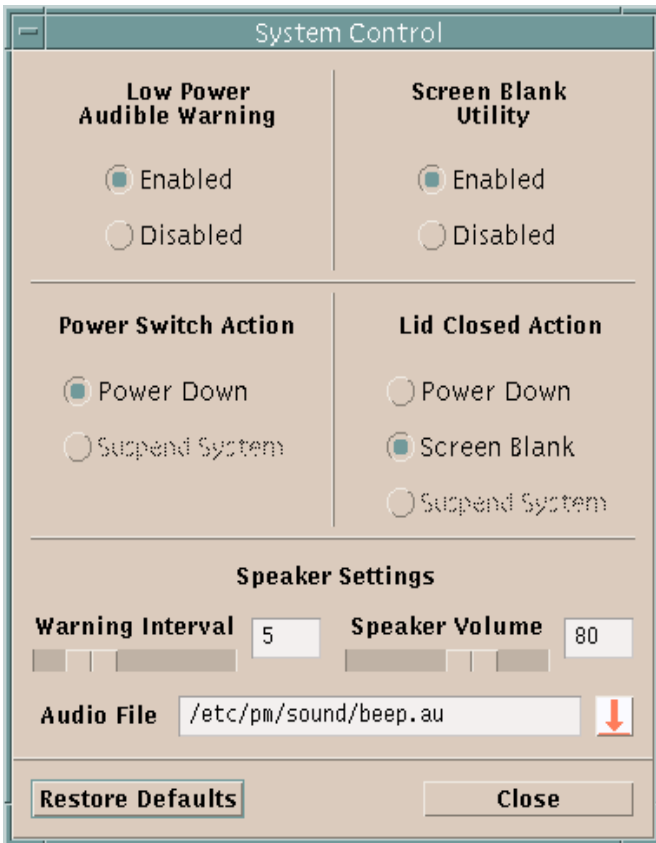 System Control
Low Power
Audible Warning
Enabled
Disabled
Screen Blank
Utility
Enabled
Disabled
Power Switch Action
Power Down
Suspend System
Lid Closed Action
Power Down
Screen Blank
Suspend System
Speaker Settings
Warning Interval 5
Speaker Volume 80
Audio File /etc/pm/sound/beep.au
Restore Defaults
Close